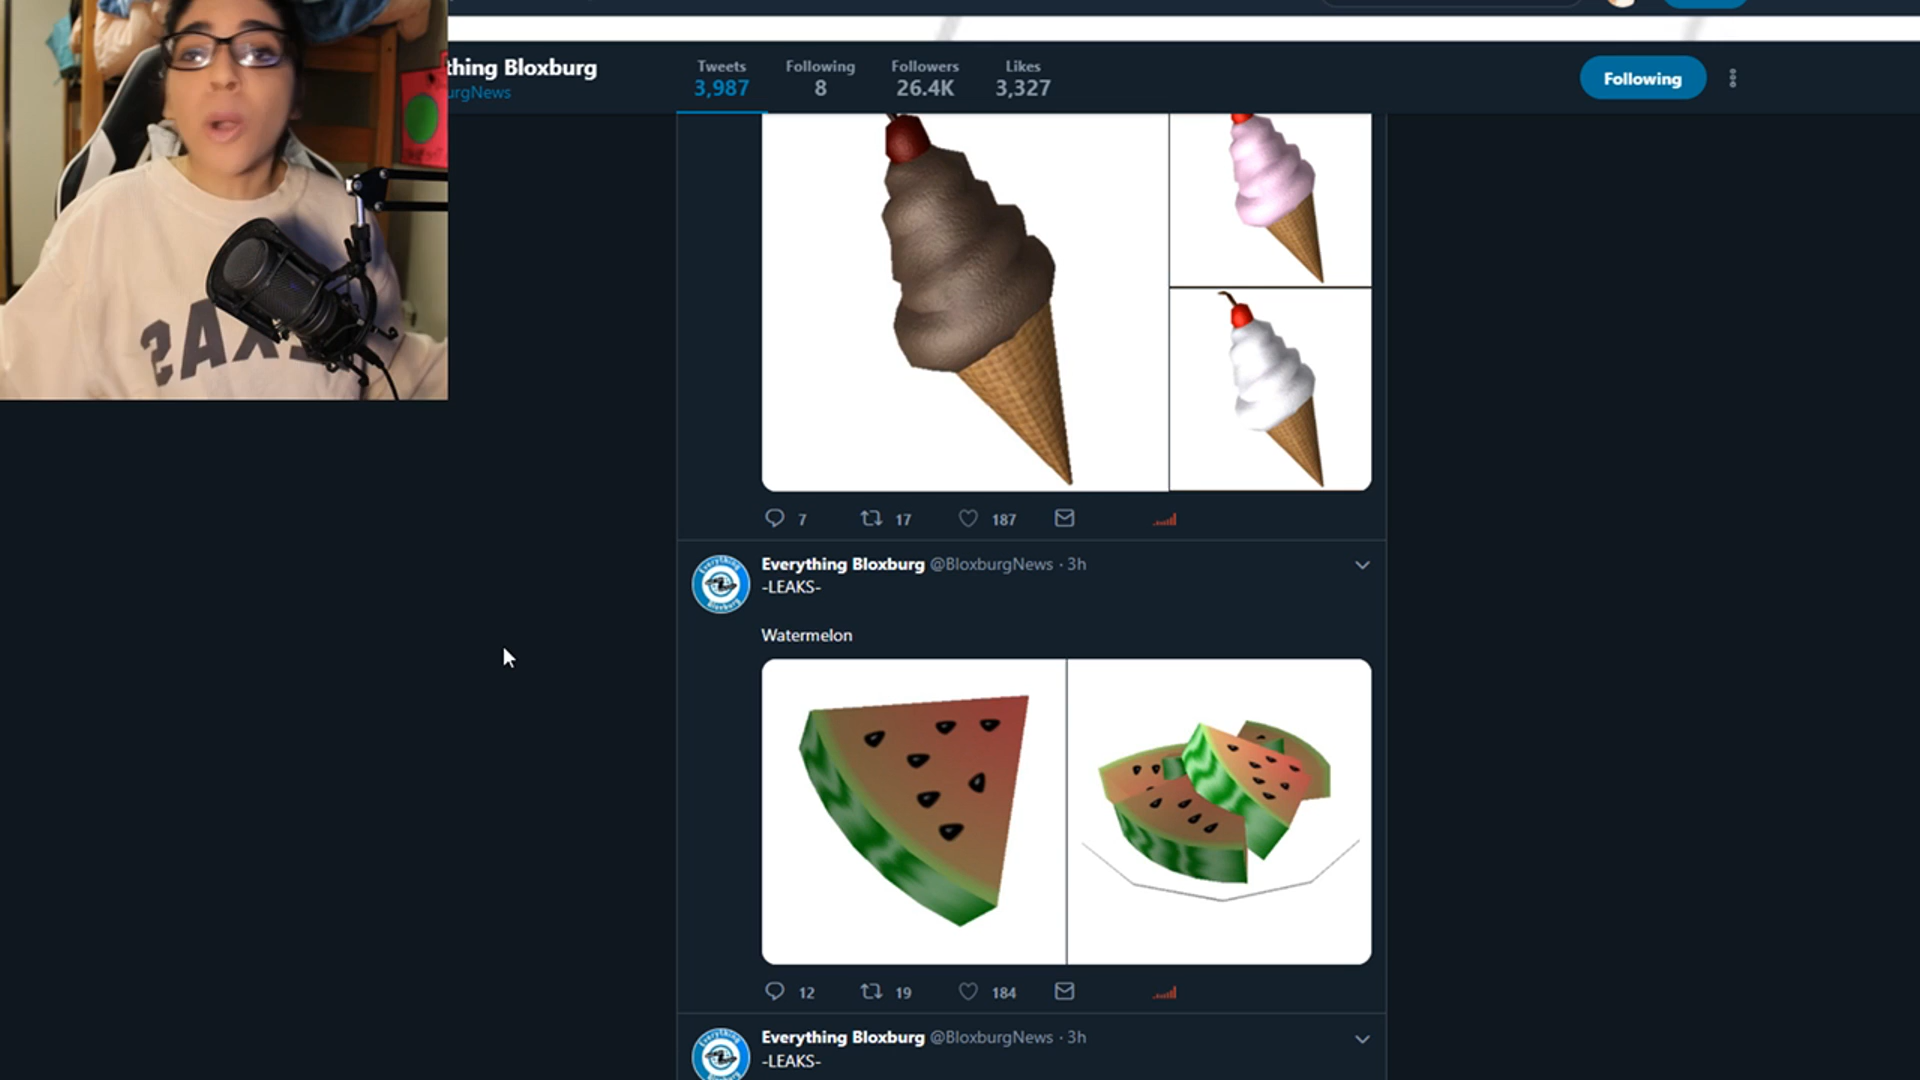 thing Bloxburg
urgNews
Tweets
3,987
Following
8
Followers
26.4K
Likes
3,327
Following
7
17
187
Everything Bloxburg @BloxburgNews · 3h
-LEAKS-
Watermelon
12
19
184
Everything Bloxburg @BloxburgNews · 3h
-LEAKS-